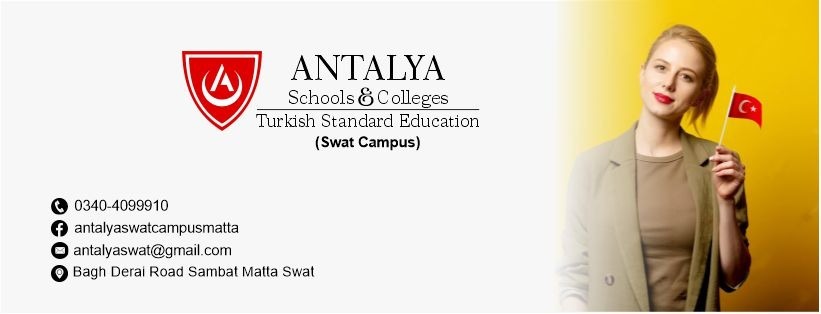 A
ANTALYA
Schools & Colleges
Turkish Standard Education
(Swat Campus)
0340-4099910
antalyaswatcampusmatta
antalyaswat@gmail.com
Bagh Derai Road Sambat Matta Swat